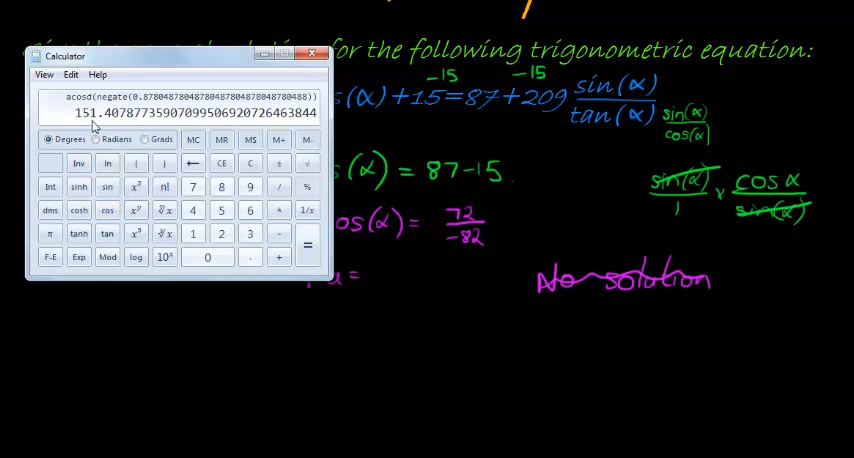 for the following trigonometric equation:
Calculator
View Edit Help
acosd(negate(0.8780487804878048780487804878048780488))
151.40787735907099506920726463844
Degrees Radians Grads MC MR MS M+ M-
Inv ln ( ) ← CE C ± √
Int sinh sin x² n! 7 8 9 / %
dms cosh cos xʸ ʸ√x 4 5 6 * 1/x
π tanh tan x³ ³√x 1 2 3 - =
F-E Exp Mod log 10ˣ 0 . +
-15 -15
s(α) + 15 = 87 + 209 sin(α) / tan(α)
sin(α) / cos(α)
s(α) = 87 - 15
sin(α) / 1 × cos α / sin(α)
os(α) = 72 / -82
α =
No solution